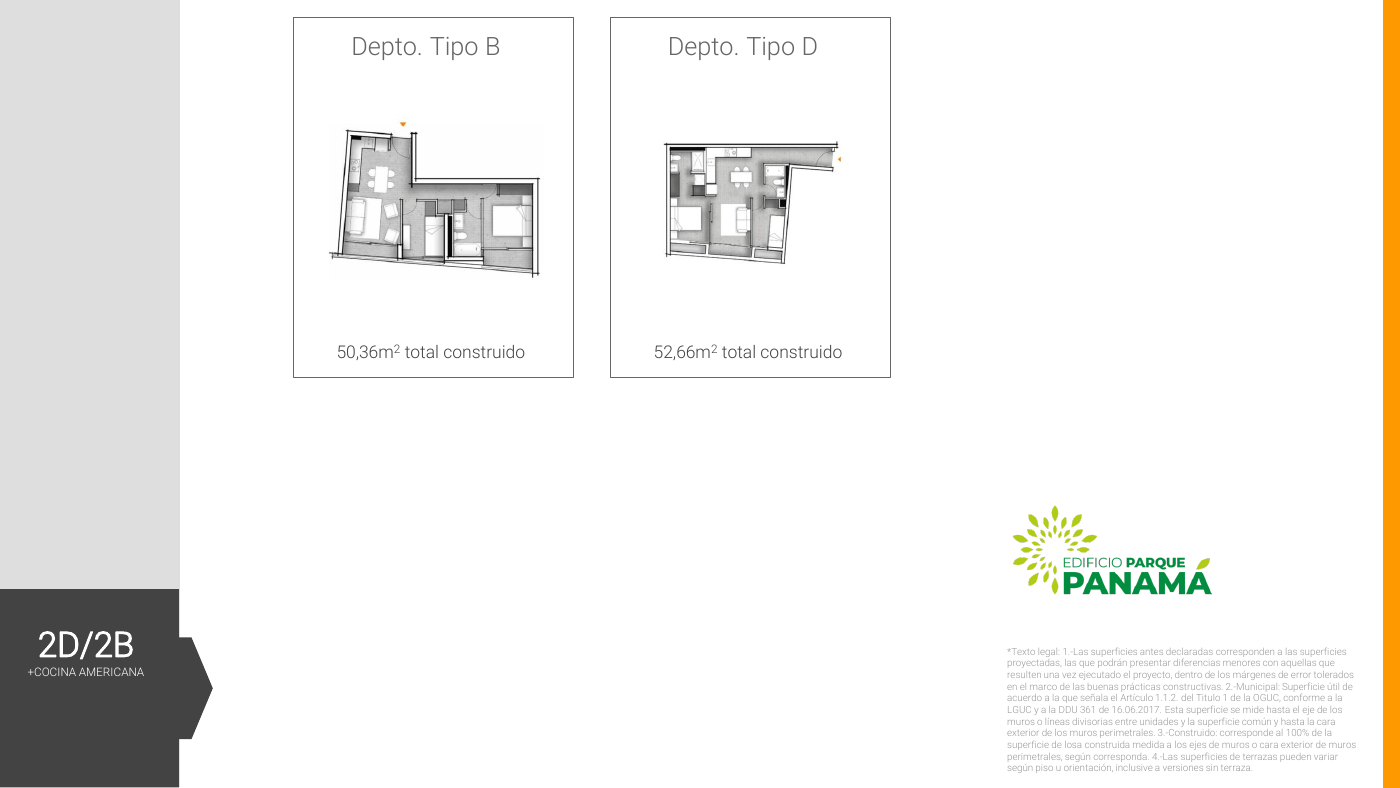 Depto. Tipo B
50,36m² total construido
Depto. Tipo D
52,66m² total construido
2D/2B
+COCINA AMERICANA
EDIFICIO PARQUE
PANAMÁ
*Texto legal: 1.-Las superficies antes declaradas corresponden a las superficies
proyectadas, las que podrán presentar diferencias menores con aquellas que
resulten una vez ejecutado el proyecto, dentro de los márgenes de error tolerados
en el marco de las buenas prácticas constructivas. 2.-Municipal: Superficie útil de
acuerdo a la que señala el Artículo 1.1.2. del Titulo 1 de la OGUC, conforme a la
LGUC y a la DDU 361 de 16.06.2017. Esta superficie se mide hasta el eje de los
muros o líneas divisorias entre unidades y la superficie común y hasta la cara
exterior de los muros perimetrales. 3.-Construido: corresponde al 100% de la
superficie de losa construida medida a los ejes de muros o cara exterior de muros
perimetrales, según corresponda. 4.-Las superficies de terrazas pueden variar
según piso u orientación, inclusive a versiones sin terraza.